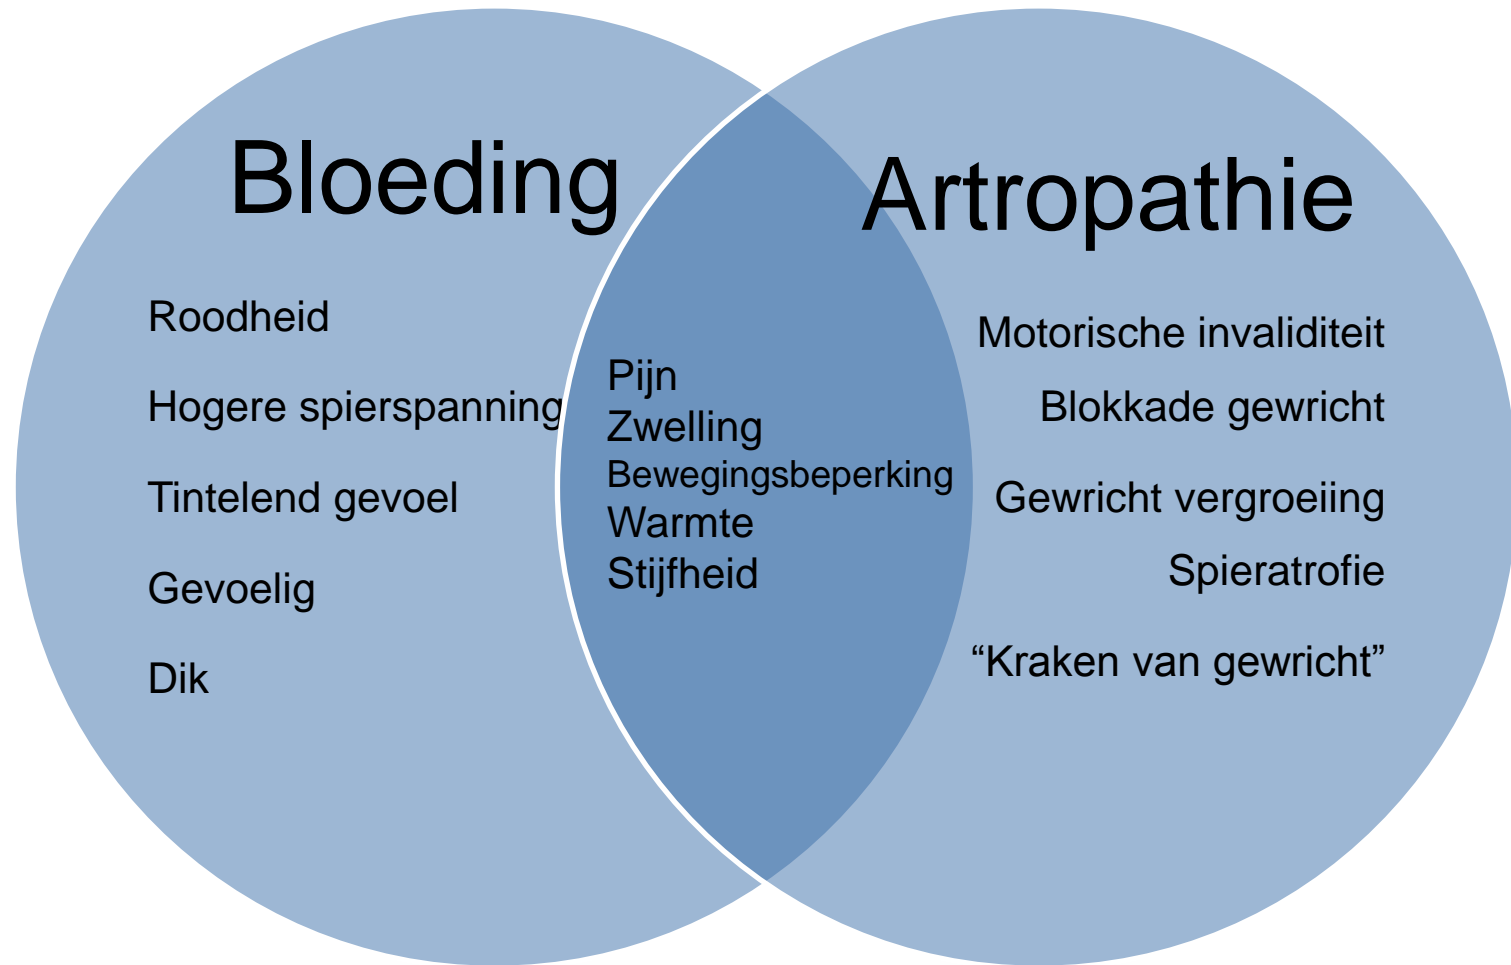 Bloeding
Artropathie
Roodheid
Hogere spierspanning
Tintelend gevoel
Gevoelig
Dik
Pijn
Zwelling
Bewegingsbeperking
Warmte
Stijfheid
Motorische invaliditeit
Blokkade gewricht
Gewricht vergroeiing
Spieratrofie
“Kraken van gewricht”